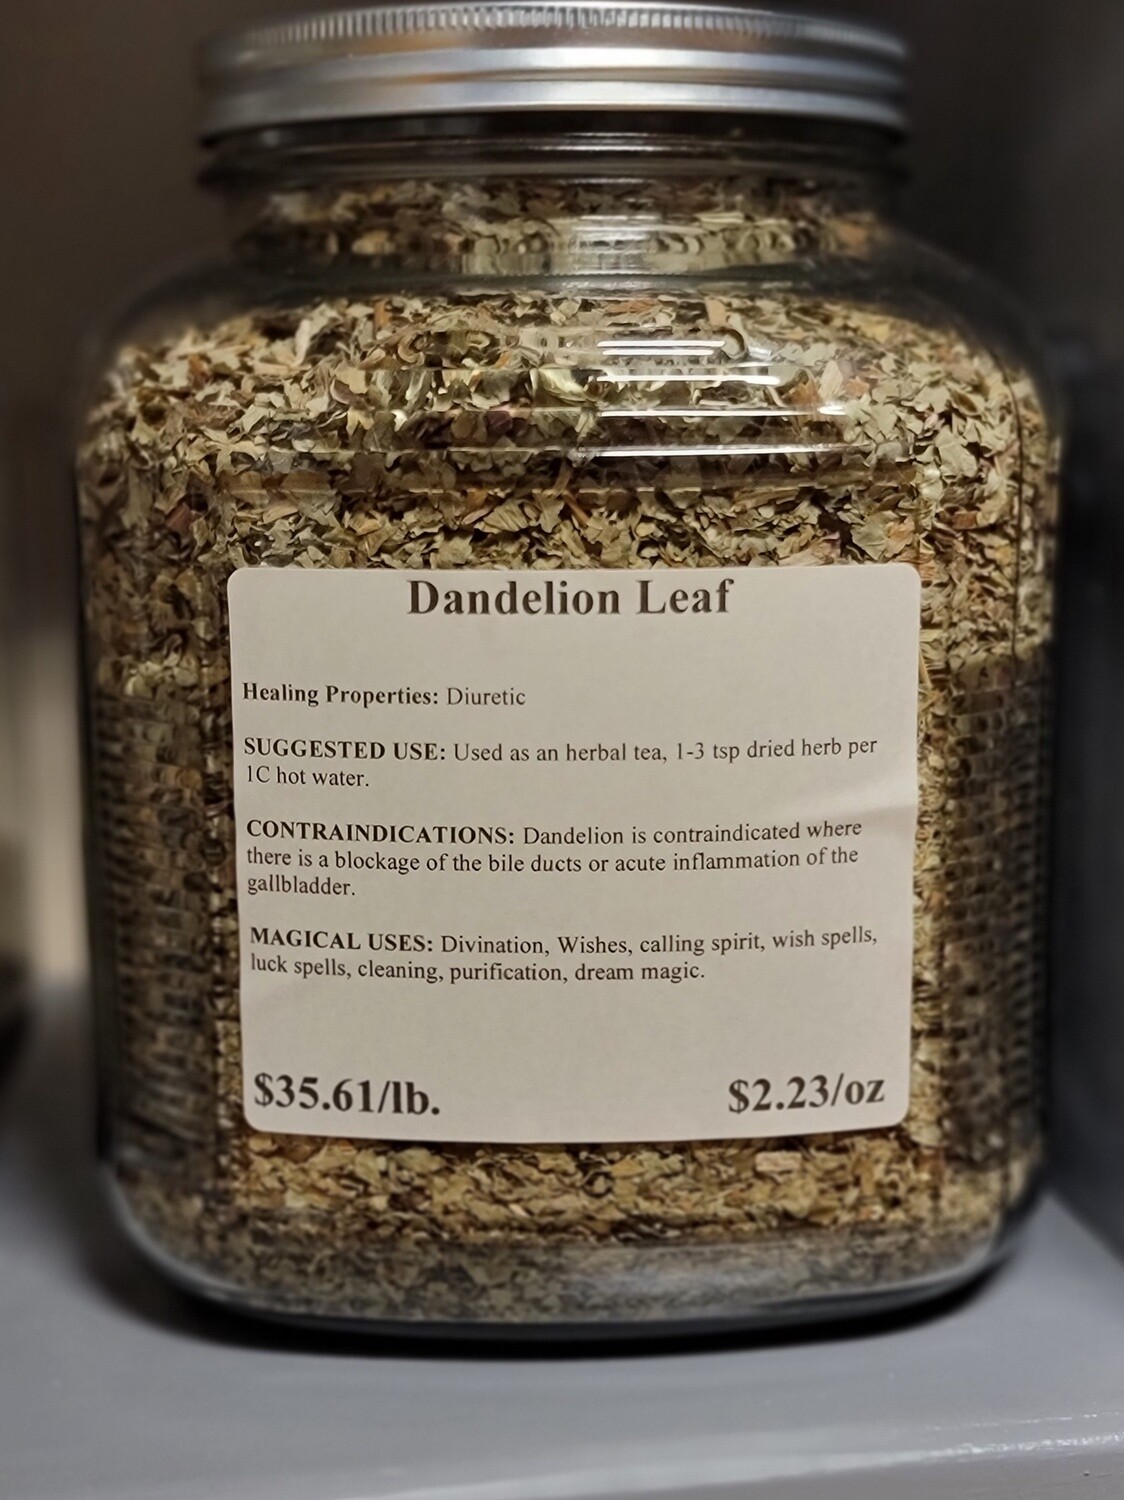 Dandelion Leaf
Healing Properties: Diuretic
SUGGESTED USE: Used as an herbal tea, 1-3 tsp dried herb per
1C hot water.
CONTRAINDICATIONS: Dandelion is contraindicated where
there is a blockage of the bile ducts or acute inflammation of the
gallbladder.
MAGICAL USES: Divination, Wishes, calling spirit, wish spells,
luck spells, cleaning, purification, dream magic.
$35.61/lb. $2.23/oz